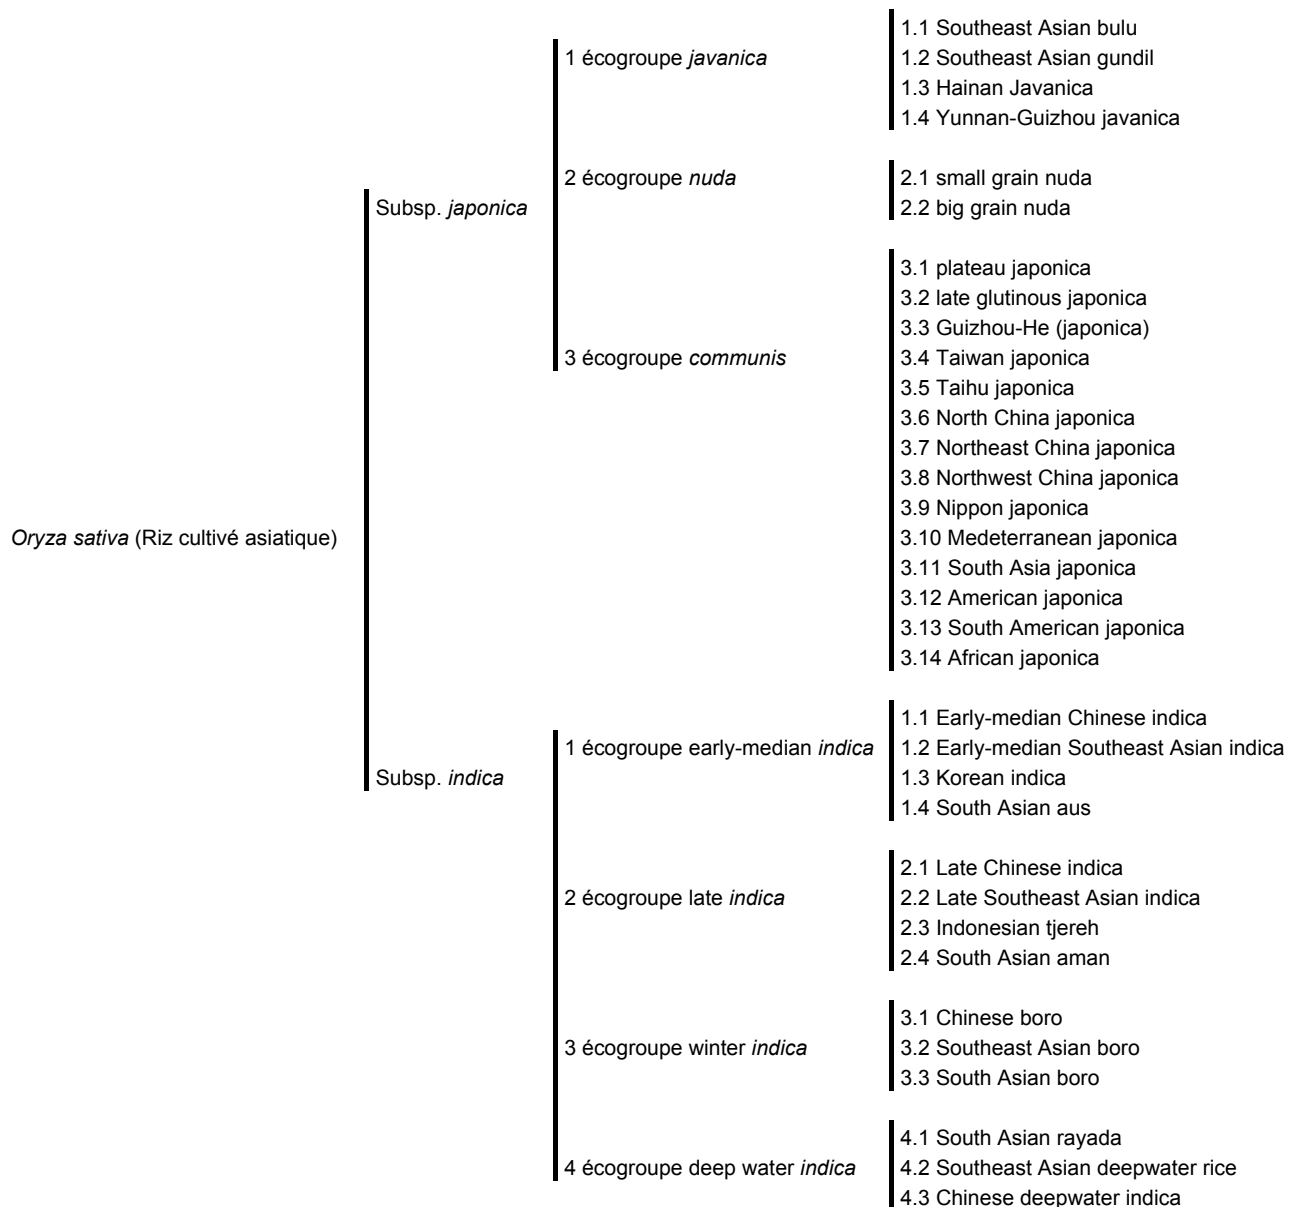 1.1 Southeast Asian bulu
1 écogroupe javanica
1.2 Southeast Asian gundil
1.3 Hainan Javanica
1.4 Yunnan-Guizhou javanica
2 écogroupe nuda
2.1 small grain nuda
Subsp. japonica
2.2 big grain nuda
3.1 plateau japonica
3.2 late glutinous japonica
3.3 Guizhou-He (japonica)
3 écogroupe communis
3.4 Taiwan japonica
3.5 Taihu japonica
3.6 North China japonica
3.7 Northeast China japonica
3.8 Northwest China japonica
3.9 Nippon japonica
Oryza sativa (Riz cultivé asiatique)
3.10 Medeterranean japonica
3.11 South Asia japonica
3.12 American japonica
3.13 South American japonica
3.14 African japonica
1.1 Early-median Chinese indica
1 écogroupe early-median indica
1.2 Early-median Southeast Asian indica
Subsp. indica
1.3 Korean indica
1.4 South Asian aus
2.1 Late Chinese indica
2 écogroupe late indica
2.2 Late Southeast Asian indica
2.3 Indonesian tjereh
2.4 South Asian aman
3.1 Chinese boro
3 écogroupe winter indica
3.2 Southeast Asian boro
3.3 South Asian boro
4.1 South Asian rayada
4 écogroupe deep water indica
4.2 Southeast Asian deepwater rice
4.3 Chinese deepwater indica